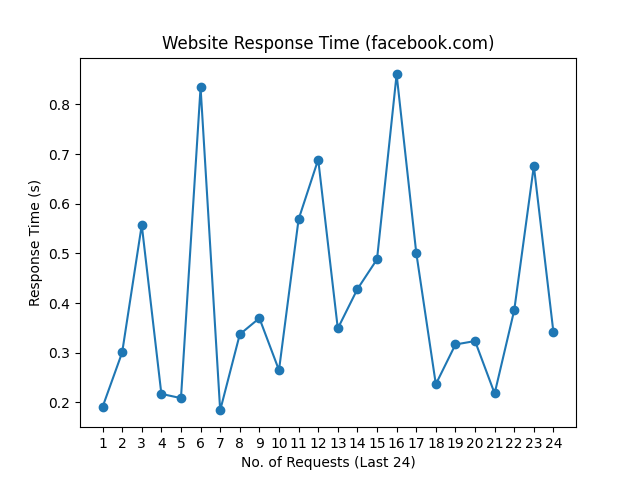 Website Response Time (facebook.com)
Response Time (s)
0.8
0.7
0.6
0.5
0.4
0.3
0.2
1 2 3 4 5 6 7 8 9 10 11 12 13 14 15 16 17 18 19 20 21 22 23 24
No. of Requests (Last 24)